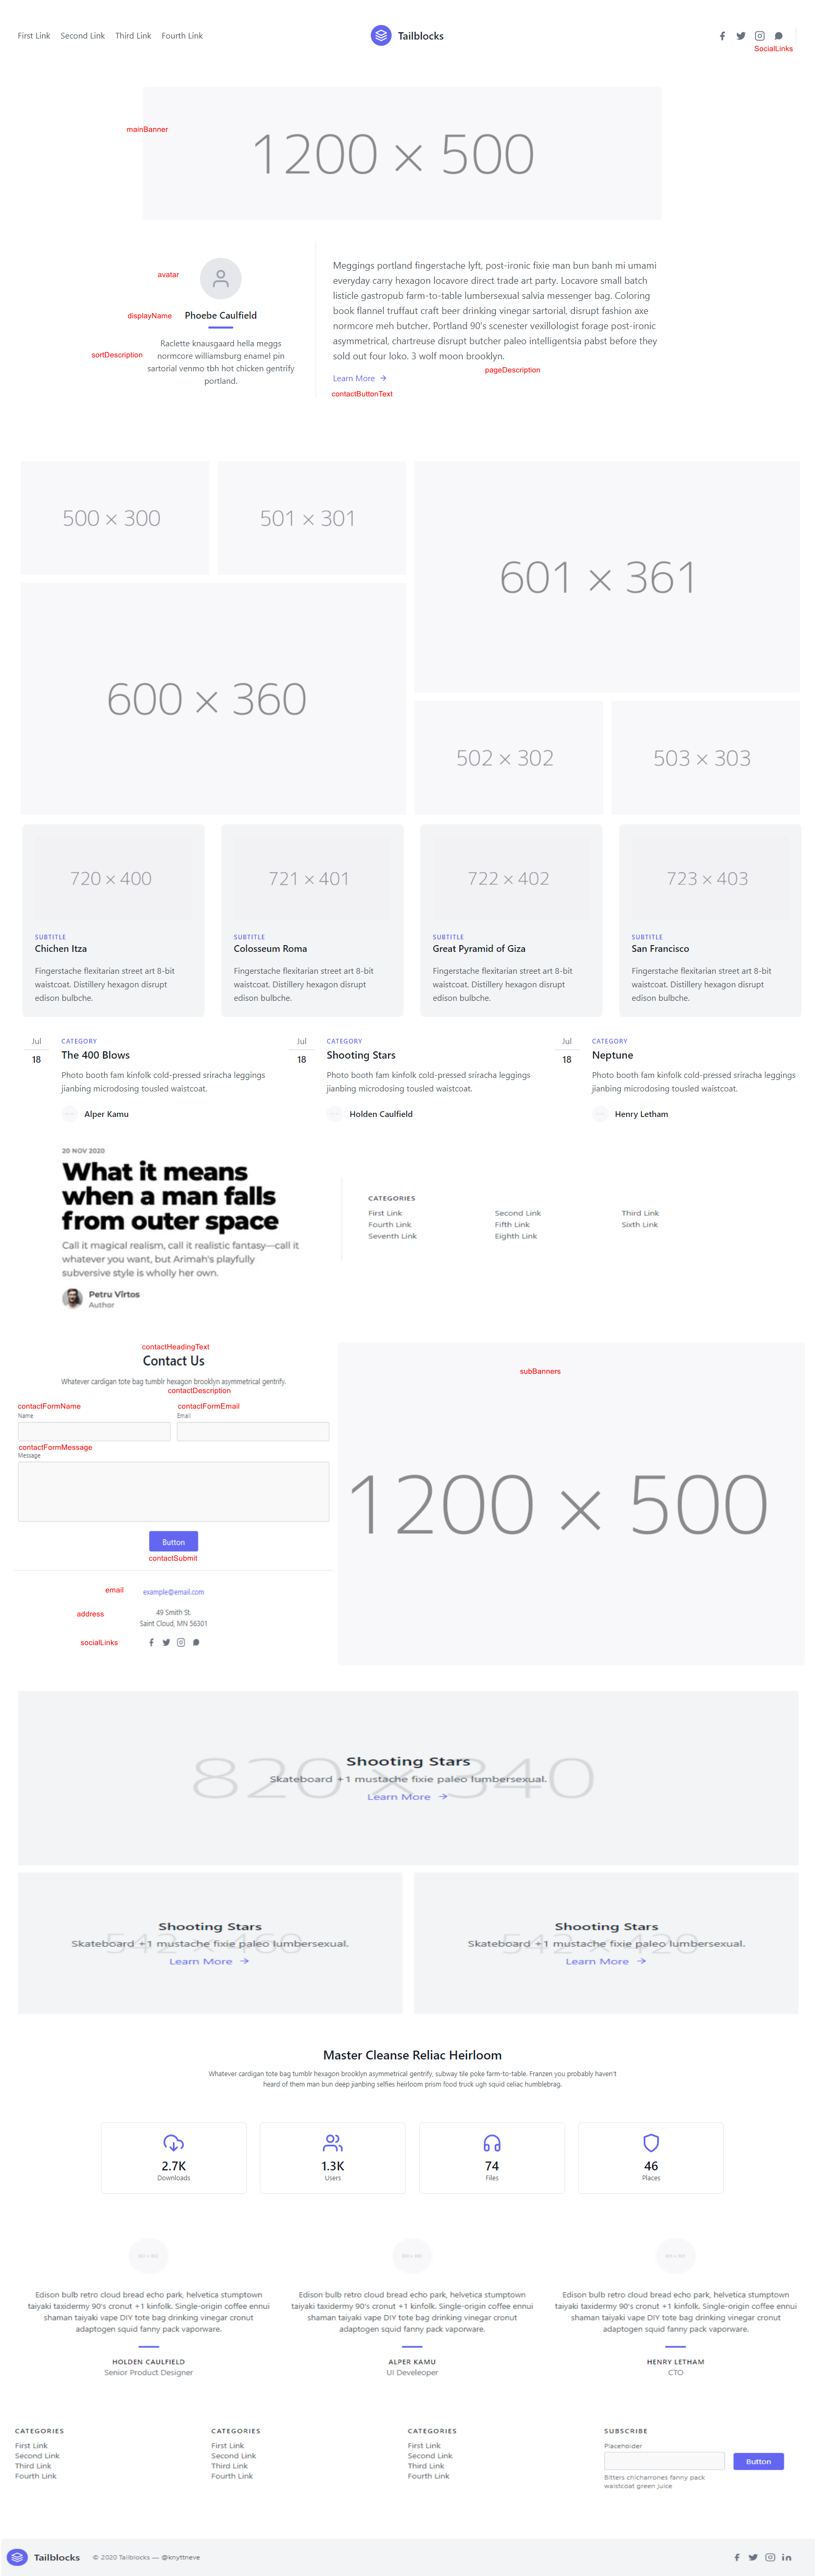 First Link Second Link Third Link Fourth Link
Tailblocks
SocialLinks
mainBanner
1200 × 500
avatar
displayName
Phoebe Caulfield
sortDescription
Raclette knausgaard hella meggs
normcore williamsburg enamel pin
sartorial venmo tbh hot chicken gentrify
portland.
Meggings portland fingerstache lyft, post-ironic fixie man bun banh mi umami
everyday carry hexagon locavore direct trade art party. Locavore small batch
listicle gastropub farm-to-table lumbersexual salvia messenger bag. Coloring
book flannel truffaut craft beer drinking vinegar sartorial, disrupt fashion axe
normcore meh butcher. Portland 90's scenester vexillologist forage post-ironic
asymmetrical, chartreuse disrupt butcher paleo intelligentsia pabst before they
sold out four loko. 3 wolf moon brooklyn.
pageDescription
Learn More
contactButtonText
500 × 300
501 × 301
601 × 361
600 × 360
502 × 302
503 × 303
720 × 400
SUBTITLE
Chichen Itza
Fingerstache flexitarian street art 8-bit
waistcoat. Distillery hexagon disrupt
edison bulbche.
721 × 401
SUBTITLE
Colosseum Roma
Fingerstache flexitarian street art 8-bit
waistcoat. Distillery hexagon disrupt
edison bulbche.
722 × 402
SUBTITLE
Great Pyramid of Giza
Fingerstache flexitarian street art 8-bit
waistcoat. Distillery hexagon disrupt
edison bulbche.
723 × 403
SUBTITLE
San Francisco
Fingerstache flexitarian street art 8-bit
waistcoat. Distillery hexagon disrupt
edison bulbche.
Jul
18
CATEGORY
The 400 Blows
Photo booth fam kinfolk cold-pressed sriracha leggings
jianbing microdosing tousled waistcoat.
Alper Kamu
Jul
18
CATEGORY
Shooting Stars
Photo booth fam kinfolk cold-pressed sriracha leggings
jianbing microdosing tousled waistcoat.
Holden Caulfield
Jul
18
CATEGORY
Neptune
Photo booth fam kinfolk cold-pressed sriracha leggings
jianbing microdosing tousled waistcoat.
Henry Letham
20 NOV 2020
What it means
when a man falls
from outer space
Call it magical realism, call it realistic fantasy—call it
whatever you want, but Arimah's playfully
subversive style is wholly her own.
Petru Vîrtos
Author
CATEGORIES
First Link Second Link Third Link
Fourth Link Fifth Link Sixth Link
Seventh Link Eighth Link
contactHeadingText
Contact Us
Whatever cardigan tote bag tumblr hexagon brooklyn asymmetrical gentrify.
contactDescription
contactFormName contactFormEmail
Name Email
contactFormMessage
Message
Button
contactSubmit
email
example@email.com
address
49 Smith St.
Saint Cloud, MN 56301
socialLinks
subBanners
1200 × 500
820 × 340
Shooting Stars
Skateboard +1 mustache fixie paleo lumbersexual.
Learn More
542 × 460
Shooting Stars
Skateboard +1 mustache fixie paleo lumbersexual.
Learn More
542 × 420
Shooting Stars
Skateboard +1 mustache fixie paleo lumbersexual.
Learn More
Master Cleanse Reliac Heirloom
Whatever cardigan tote bag tumblr hexagon brooklyn asymmetrical gentrify, subway tile poke farm-to-table. Franzen you probably haven't
heard of them man bun deep jianbing selfies heirloom prism food truck ugh squid celiac humblebrag.
2.7K
Downloads
1.3K
Users
74
Files
46
Places
Edison bulb retro cloud bread echo park, helvetica stumptown
taiyaki taxidermy 90's cronut +1 kinfolk. Single-origin coffee ennui
shaman taiyaki vape DIY tote bag drinking vinegar cronut
adaptogen squid fanny pack vaporware.
HOLDEN CAULFIELD
Senior Product Designer
Edison bulb retro cloud bread echo park, helvetica stumptown
taiyaki taxidermy 90's cronut +1 kinfolk. Single-origin coffee ennui
shaman taiyaki vape DIY tote bag drinking vinegar cronut
adaptogen squid fanny pack vaporware.
ALPER KAMU
UI Develeoper
Edison bulb retro cloud bread echo park, helvetica stumptown
taiyaki taxidermy 90's cronut +1 kinfolk. Single-origin coffee ennui
shaman taiyaki vape DIY tote bag drinking vinegar cronut
adaptogen squid fanny pack vaporware.
HENRY LETHAM
CTO
CATEGORIES
First Link
Second Link
Third Link
Fourth Link
CATEGORIES
First Link
Second Link
Third Link
Fourth Link
CATEGORIES
First Link
Second Link
Third Link
Fourth Link
SUBSCRIBE
Placeholder
Button
Bitters chicharrones fanny pack
waistcoat green juice
Tailblocks
© 2020 Tailblocks — @knyttneve